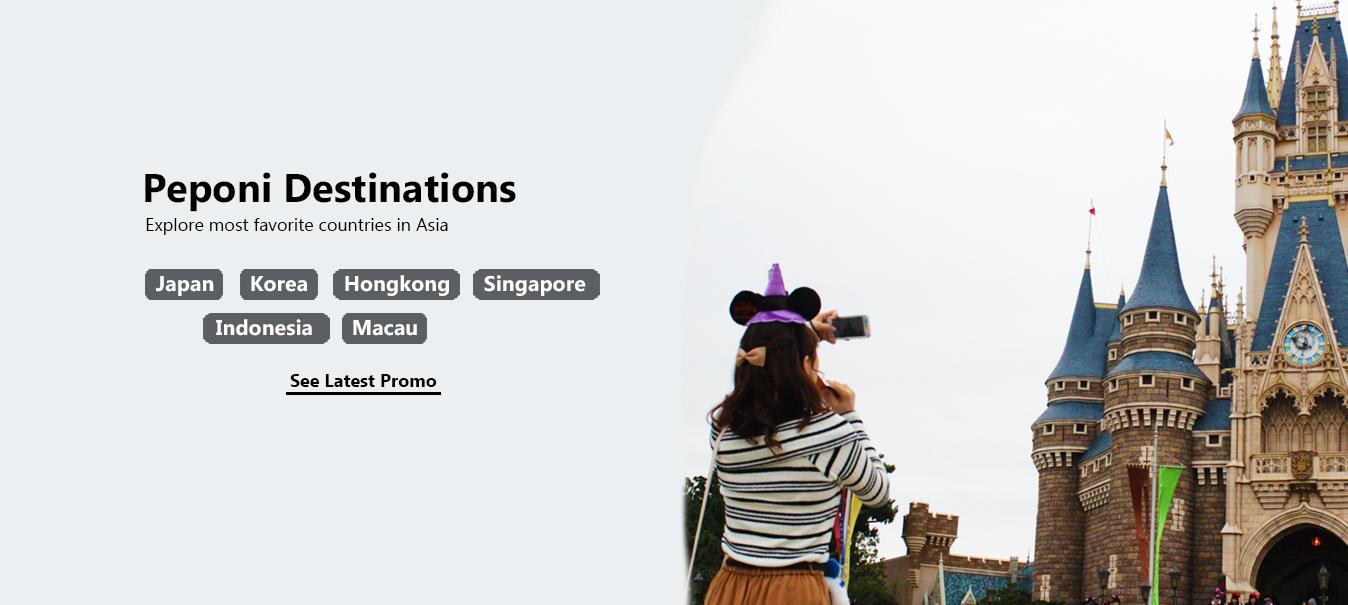 Peponi Destinations
Explore most favorite countries in Asia
Japan Korea Hongkong Singapore
Indonesia Macau
See Latest Promo